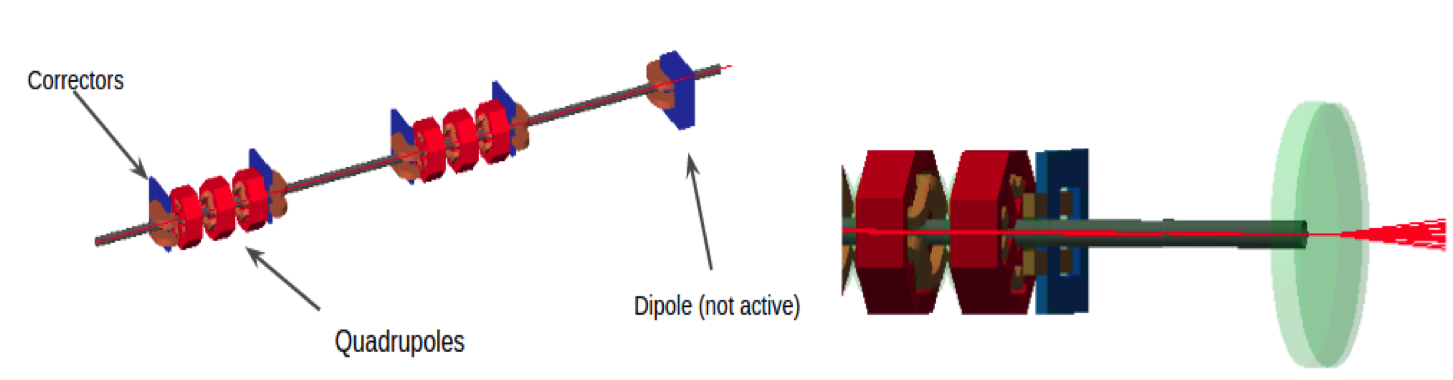 Correctors
Dipole (not active)
Quadrupoles